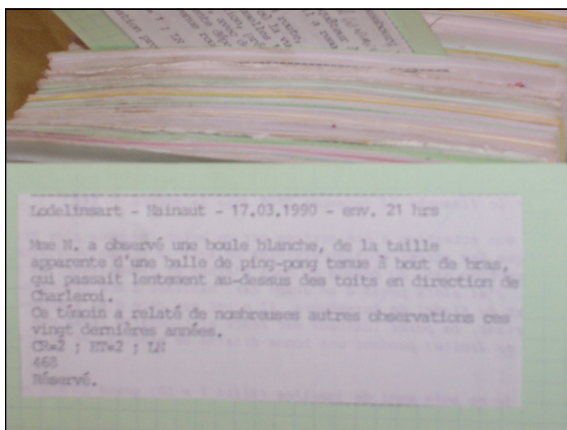 Lodelinsart - Hainaut - 17.03.1990 - env. 21 hrs
Mme N. a observé une boule blanche, de la taille
apparente d'une balle de ping-pong tenue à bout de bras,
qui passait lentement au-dessus des toits en direction de
Charleroi.
Ce témoin a relaté de nombreuses autres observations ces
vingt dernières années.
CR=2 ; ET=2 ; LN
468
Réservé.